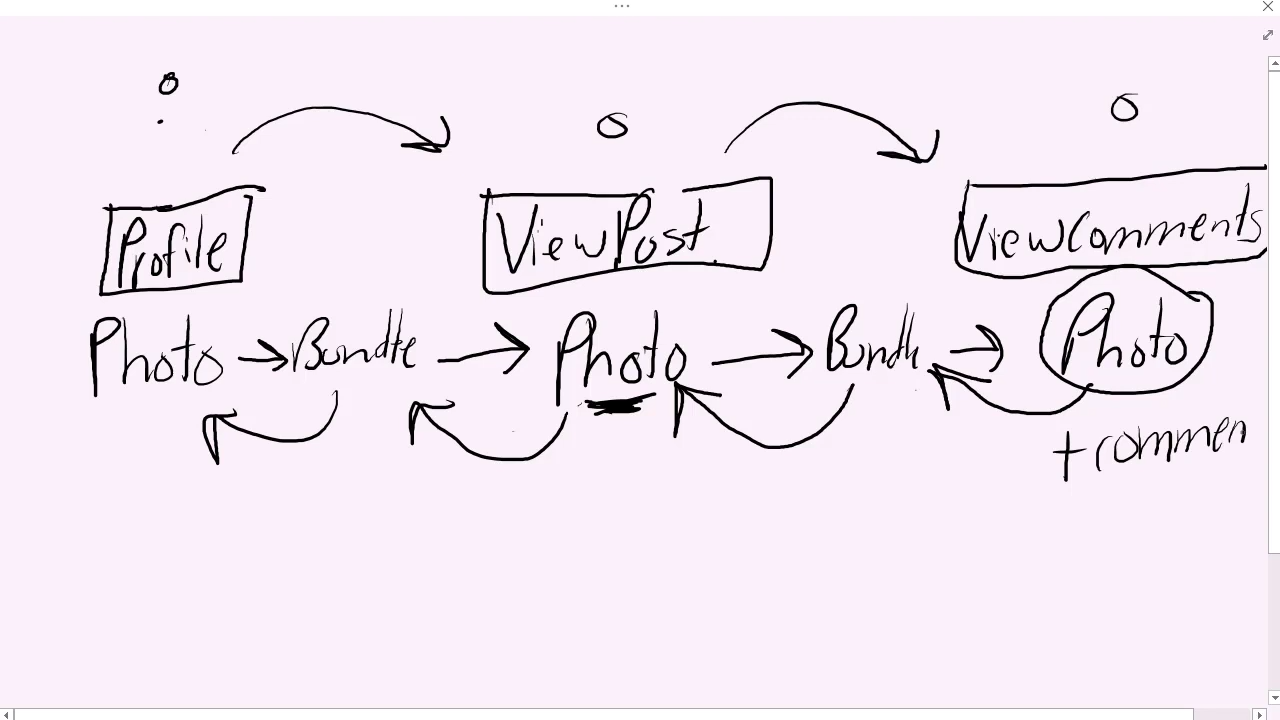 Profile ViewPost ViewComments
Photo → Bundle → Photo → Bundle → Photo
+ commen